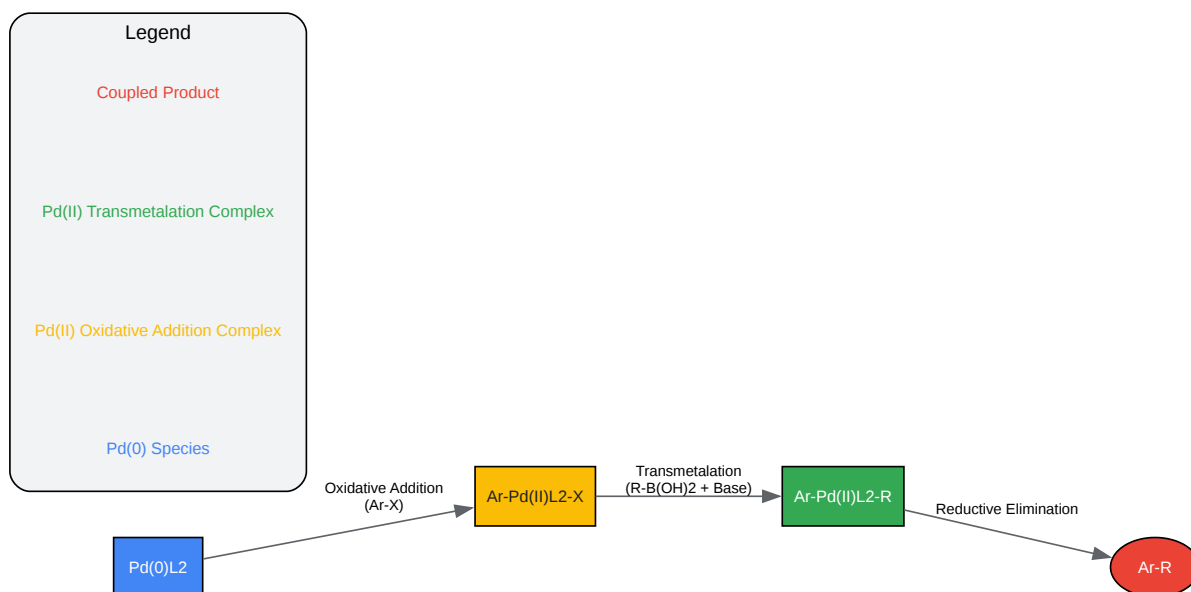 Legend
Coupled Product
Pd(II) Transmetalation Complex
Pd(II) Oxidative Addition Complex
Pd(0) Species
Pd(0)L2
Oxidative Addition
(Ar-X)
Ar-Pd(II)L2-X
Transmetalation
(R-B(OH)2 + Base)
Ar-Pd(II)L2-R
Reductive Elimination
Ar-R